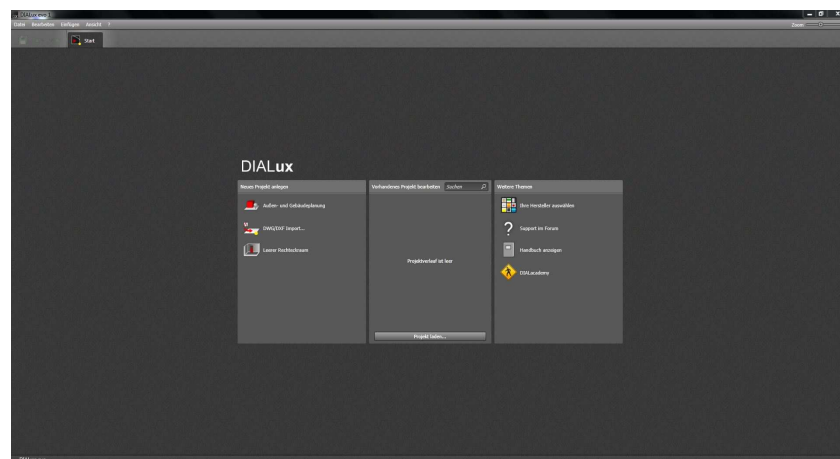 DIALux evo
Datei Bearbeiten Einfügen Ansicht ?
Zoom
Start
DIALux
Neues Projekt anlegen
Außen- und Gebäudeplanung
DWG/DXF Import...
Leerer Rechteckraum
Vorhandenes Projekt bearbeiten Suchen
Projektverlauf ist leer
Projekt laden...
Weitere Themen
Ihre Hersteller auswählen
Support im Forum
Handbuch anzeigen
DIALacademy